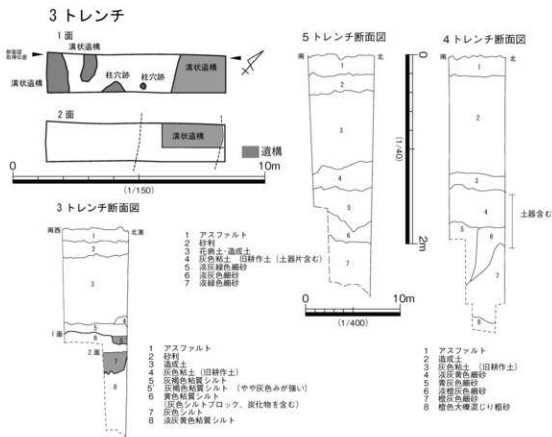 3トレンチ
1面
断面図
溝状遺構
溝状遺構
柱穴跡
柱穴跡
溝状遺構
2面
溝状遺構
遺構
0
10m
(1/150)
3トレンチ断面図
南西
北東
1
2
3
4
5
1面
6
5'
2面
7
8
1 アスファルト
2 砂利
3 造成土
4 灰色粘土(旧耕作土)
5 灰褐色粘質シルト
5' 灰褐色粘質シルト(やや灰色みが強い)
6 黄色粘質シルト
(灰色シルトブロック、炭化物を含む)
7 灰色シルト
8 淡灰黄色粘質シルト
5トレンチ断面図
南
北
1
2
3
4
5
6
7
0
(1/40)
2m
1 アスファルト
2 砂利
3 花崗土・造成土
4 灰色粘土 旧耕作土(土器片含む)
5 淡灰緑色細砂
6 淡灰色細砂
7 淡緑色細砂
0
10m
(1/400)
4トレンチ断面図
南
北
1
2
3
4
5
6
7
8
土器含む
1 アスファルト
2 造成土
3 灰色粘土(旧耕作土)
4 淡灰黄色細砂
5 青灰色細砂
6 淡橙灰色細砂
7 橙灰色細砂
8 橙色大礫混じり粗砂